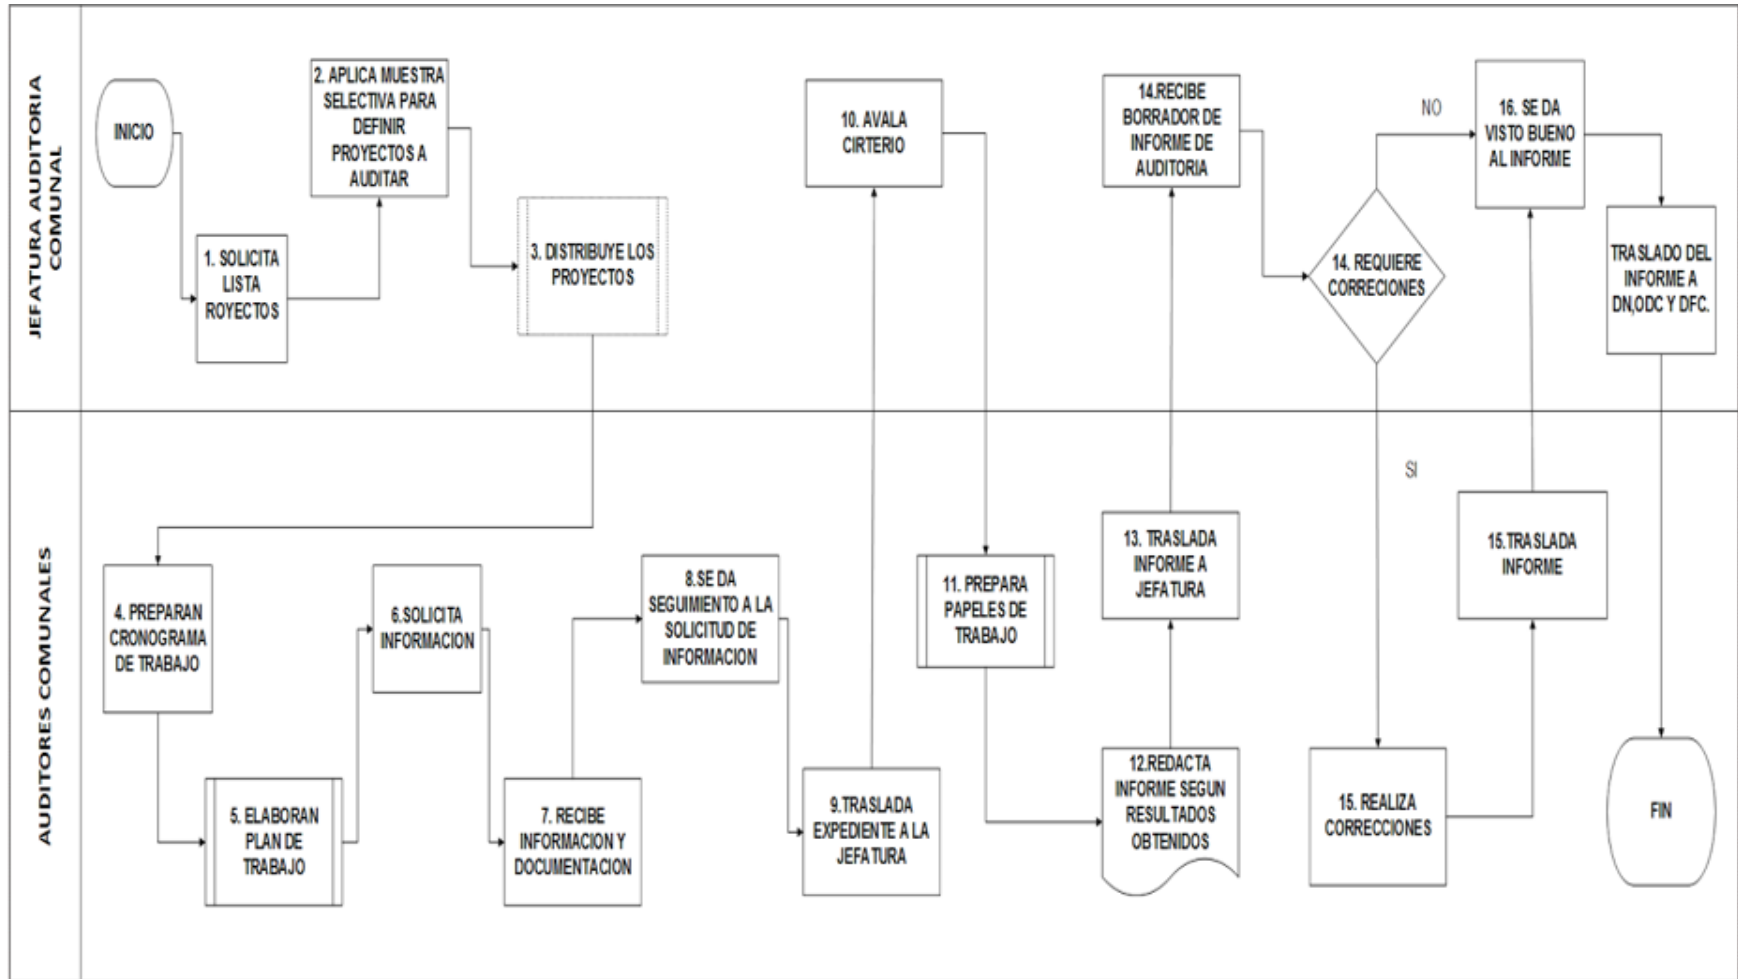 JEFATURA AUDITORIA
COMUNAL
INICIO
1. SOLICITA
LISTA
ROYECTOS
2. APLICA MUESTRA
SELECTIVA PARA
DEFINIR
PROYECTOS A
AUDITAR
3. DISTRIBUYE LOS
PROYECTOS
10. AVALA
CIRTERIO
14.RECIBE
BORRADOR DE
INFORME DE
AUDITORIA
14. REQUIERE
CORRECIONES
NO
16. SE DA
VISTO BUENO
AL INFORME
TRASLADO DEL
INFORME A
DN,ODC Y DFC.
AUDITORES COMUNALES
4. PREPARAN
CRONOGRAMA
DE TRABAJO
5. ELABORAN
PLAN DE
TRABAJO
6.SOLICITA
INFORMACION
7. RECIBE
INFORMACION Y
DOCUMENTACION
8.SE DA
SEGUIMIENTO A LA
SOLICITUD DE
INFORMACION
9.TRASLADA
EXPEDIENTE A LA
JEFATURA
11. PREPARA
PAPELES DE
TRABAJO
12.REDACTA
INFORME SEGUN
RESULTADOS
OBTENIDOS
13. TRASLADA
INFORME A
JEFATURA
SI
15. REALIZA
CORRECCIONES
15.TRASLADA
INFORME
FIN